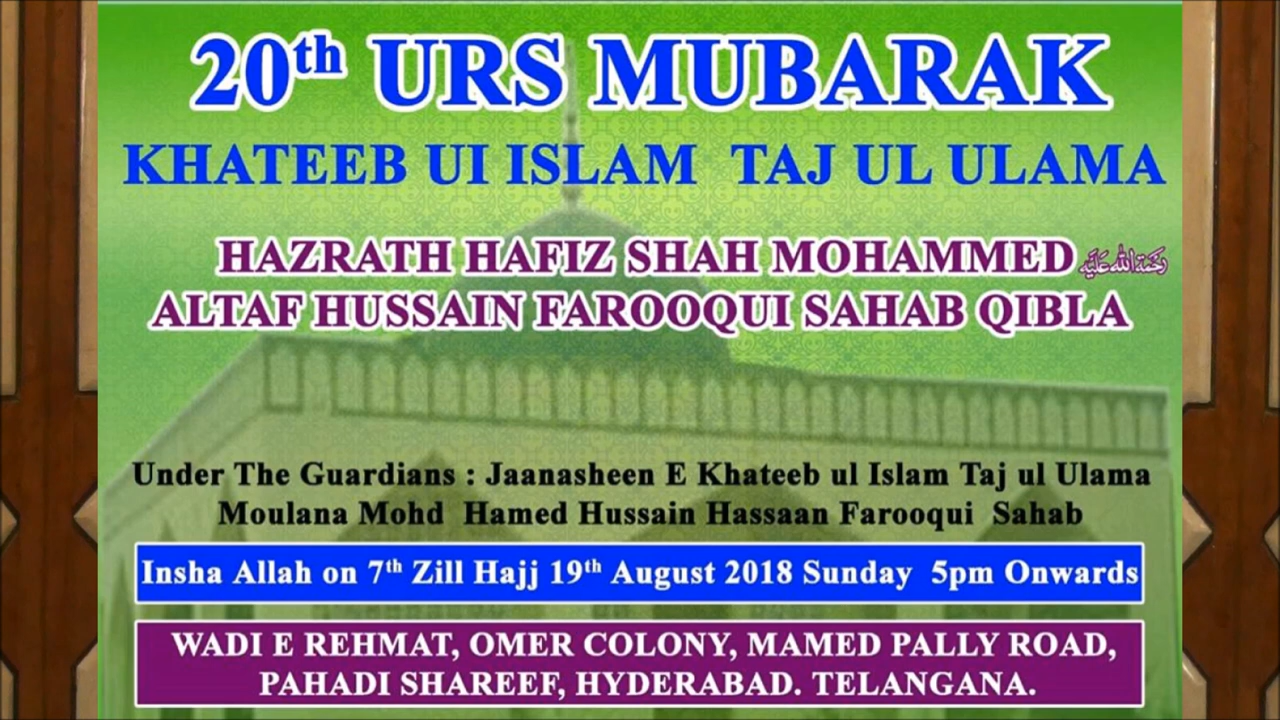 20th URS MUBARAK
KHATEEB UI ISLAM TAJ UL ULAMA
HAZRATH HAFIZ SHAH MOHAMMED رحمة الله عليه
ALTAF HUSSAIN FAROOQUI SAHAB QIBLA
Under The Guardians : Jaanasheen E Khateeb ul Islam Taj ul Ulama
Moulana Mohd Hamed Hussain Hassaan Farooqui Sahab
Insha Allah on 7th Zill Hajj 19th August 2018 Sunday 5pm Onwards
WADI E REHMAT, OMER COLONY, MAMED PALLY ROAD,
PAHADI SHAREEF, HYDERABAD. TELANGANA.